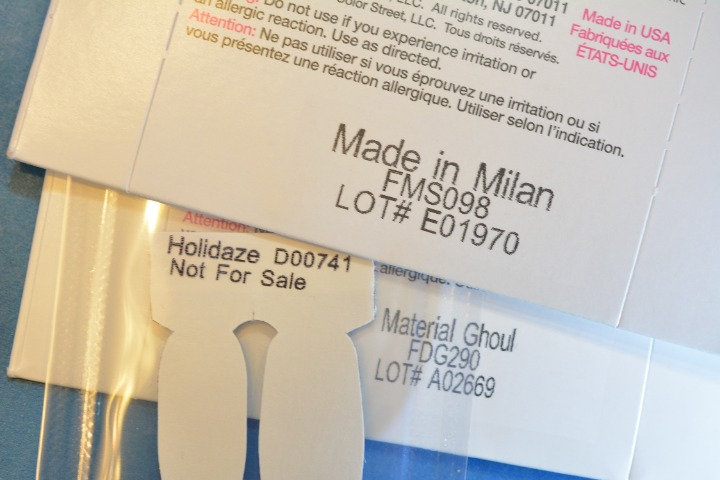 NJ 07011
LLC. All rights reserved.
Color Street, LLC. Tous droits réservés.
Made in USA
Fabriquées aux
ÉTATS-UNIS
Do not use if you experience irritation or
an allergic reaction. Use as directed.
Attention: Ne pas utiliser si vous éprouvez une irritation ou si
vous présentez une réaction allergique. Utiliser selon l'indication.
Made in Milan
FMS098
LOT# E01970
Attention:
allergique.
Holidaze D00741
Not For Sale
Material Ghoul
FDG290
LOT# A02669